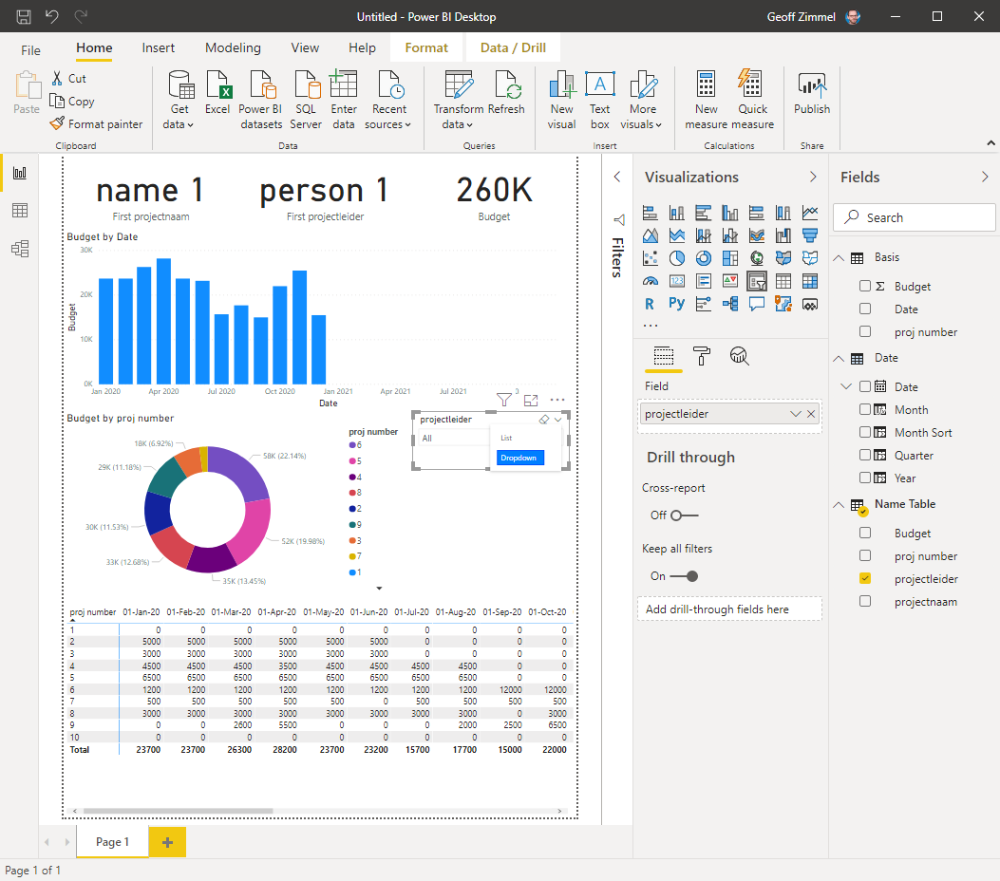 Untitled - Power BI Desktop
Geoff Zimmel
File
Home
Insert
Modeling
View
Help
Format
Data / Drill
Paste
Cut
Copy
Format painter
Clipboard
Get data
Excel
Power BI datasets
SQL Server
Enter data
Recent sources
Data
Transform data
Refresh
Queries
New visual
Text box
More visuals
Insert
New measure
Quick measure
Calculations
Publish
Share
name 1
First projectnaam
person 1
First projectleider
260K
Budget
Budget by Date
Budget
30K
20K
10K
0K
Jan 2020
Apr 2020
Jul 2020
Oct 2020
Jan 2021
Apr 2021
Jul 2021
Date
Budget by proj number
18K (6.92%)
58K (22.14%)
29K (11.18%)
30K (11.53%)
52K (19.98%)
33K (12.68%)
35K (13.45%)
proj number
6
5
4
8
2
9
3
7
1
projectleider
All
List
Dropdown
proj number 01-Jan-20 01-Feb-20 01-Mar-20 01-Apr-20 01-May-20 01-Jun-20 01-Jul-20 01-Aug-20 01-Sep-20 01-Oct-20
1 0 0 0 0 0 0 0 0 0 0
2 5000 5000 5000 5000 5000 5000 0 0 0 0
3 3000 3000 3000 3000 3000 3000 0 0 0 0
4 4500 4500 4500 3500 4500 4500 4500 4500 0 0
5 6500 6500 6500 6500 6500 6500 6500 6500 0 0
6 1200 1200 1200 1200 1200 1200 1200 1200 12000 12000
7 500 500 500 500 500 0 500 500 500 500
8 3000 3000 3000 3000 3000 3000 3000 3000 0 3000
9 0 0 2600 5500 0 0 0 2000 2500 6500
10 0 0 0 0 0 0 0 0 0 0
Total 23700 23700 26300 28200 23700 23200 15700 17700 15000 22000
Page 1
Page 1 of 1
Filters
Visualizations
123
R
Py
Field
projectleider
Drill through
Cross-report
Off
Keep all filters
On
Add drill-through fields here
Fields
Search
Basis
Σ Budget
Date
proj number
Date
Date
Month
Month Sort
Quarter
Year
Name Table
Budget
proj number
projectleider
projectnaam